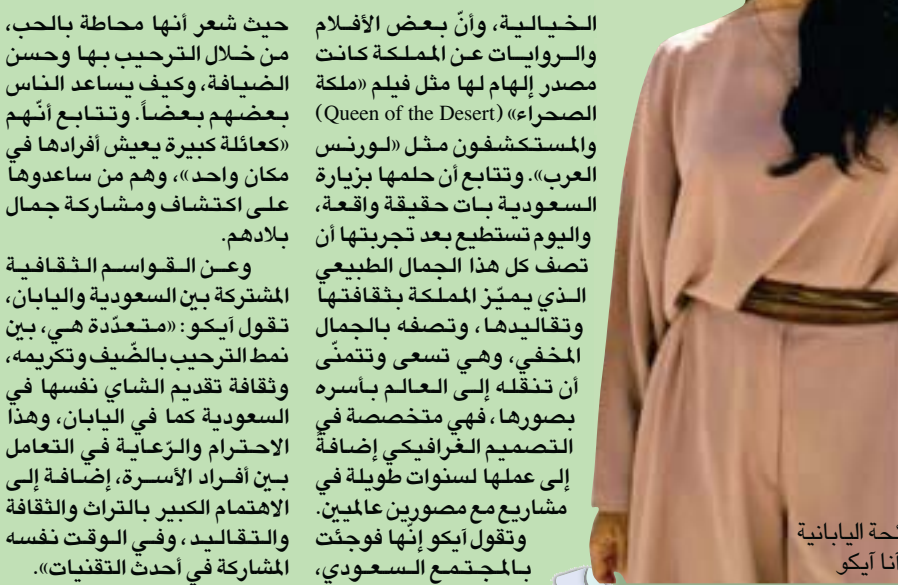 الخيالية، وأنّ بعض الأفلام
والروايات عن المملكة كانت
مصدر إلهام لها مثل فيلم «ملكة
الصحراء» (Queen of the Desert)
والمستكشفون مثل «لورنس
العرب». وتتابع أن حلمها بزيارة
السعودية بات حقيقة واقعة،
واليوم تستطيع بعد تجربتها أن
تصف كل هذا الجمال الطبيعي
الذي يميّز المملكة بثقافتها
وتقاليدها، وتصفه بالجمال
المخفي، وهي تسعى وتتمنّى
أن تنقله إلى العالم بأسره
بصورها، فهي متخصصة في
التصميم الغرافيكي إضافةً
إلى عملها لسنوات طويلة في
مشاريع مع مصورين عالميين.
وتقول آيكو إنّها فوجئت
بالمجتمع السعودي،
حيث شعر أنها محاطة بالحب،
من خلال الترحيب بها وحسن
الضيافة، وكيف يساعد الناس
بعضهم بعضاً. وتتابع أنّهم
«كعائلة كبيرة يعيش أفرادها في
مكان واحد»، وهم من ساعدوها
على اكتشاف ومشاركة جمال
بلادهم.
وعن القواسم الثقافية
المشتركة بين السعودية واليابان،
تقول آيكو: «متعدّدة هي، بين
نمط الترحيب بالضّيف وتكريمه،
وثقافة تقديم الشاي نفسها في
السعودية كما في اليابان، وهذا
الاحترام والرّعاية في التعامل
بين أفراد الأسرة، إضافة إلى
الاهتمام الكبير بالتراث والثقافة
والتقاليد، وفي الوقت نفسه
المشاركة في أحدث التقنيات».
اليابانية
آنا آيكو